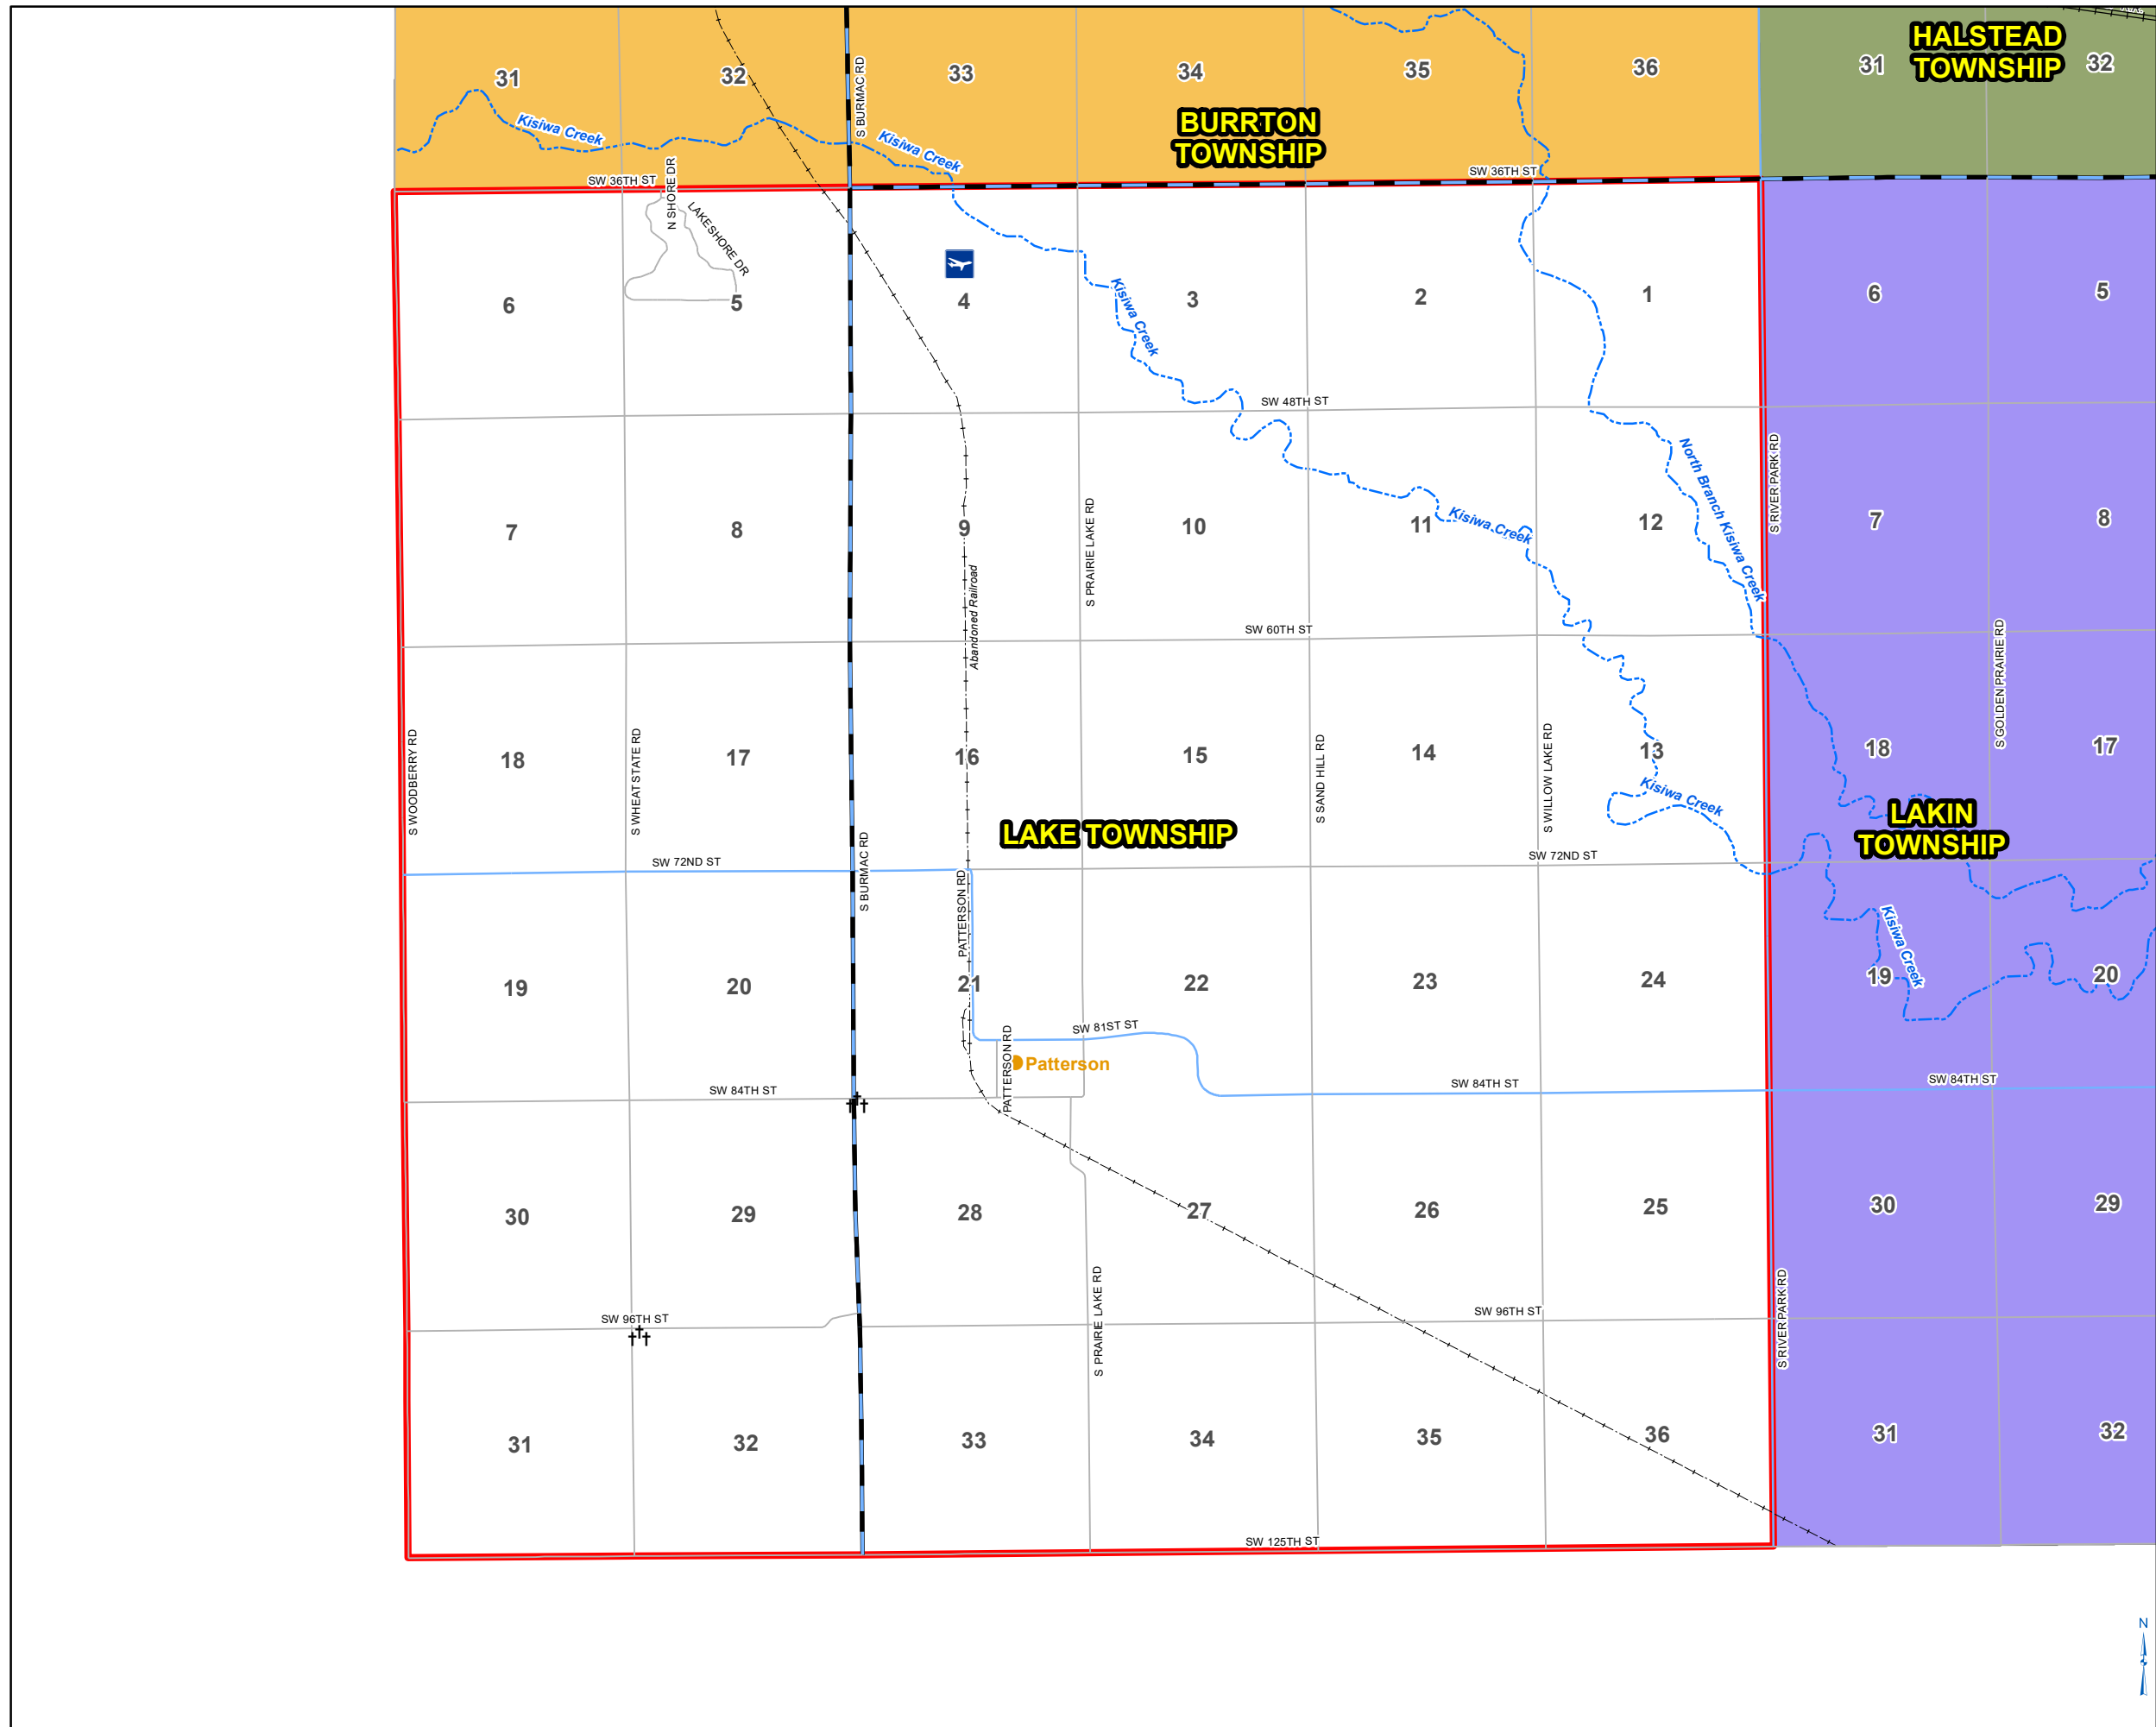 HALSTEAD
TOWNSHIP
31
32
33
34
35
36
31
32
S BURMAC RD
Kisiwa Creek
Kisiwa Creek
BURRTON
TOWNSHIP
SW 36TH ST
SW 36TH ST
N SHORE DR
LAKESHORE DR
6
5
4
3
2
1
6
5
Kisiwa Creek
SW 48TH ST
North Branch Kisiwa Creek
S RIVER PARK RD
7
8
9
10
11
12
7
8
Kisiwa Creek
S PRAIRIE LAKE RD
Abandoned Railroad
SW 60TH ST
S GOLDEN PRAIRIE RD
18
17
16
15
14
13
18
17
S WOODBERRY RD
S WHEAT STATE RD
S SAND HILL RD
S WILLOW LAKE RD
Kisiwa Creek
LAKE TOWNSHIP
LAKIN
TOWNSHIP
SW 72ND ST
SW 72ND ST
S BURMAC RD
PATTERSON RD
Kisiwa Creek
19
20
21
22
23
24
19
20
SW 81ST ST
PATTERSON RD
Patterson
SW 84TH ST
SW 84TH ST
SW 84TH ST
30
29
28
27
26
25
30
29
S PRAIRE LAKE RD
S RIVER PARK RD
SW 96TH ST
SW 96TH ST
31
32
33
34
35
36
31
32
SW 125TH ST
N